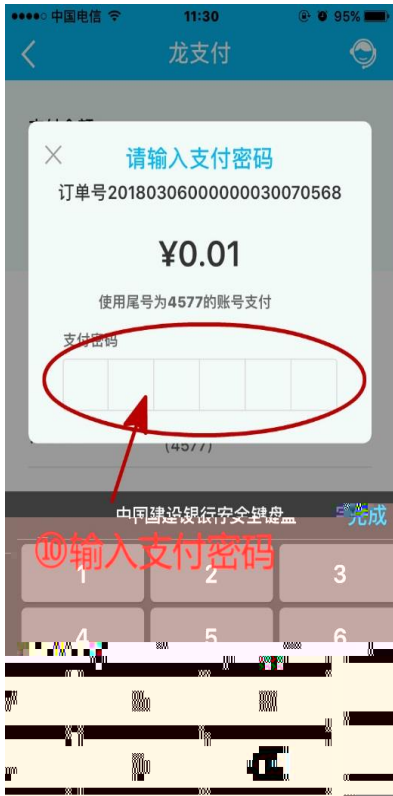 中国电信 11:30 95%
龙支付
请输入支付密码
订单号20180306000000030070568
¥0.01
使用尾号为4577的账号支付
支付密码
(4577)
中国建设银行安全键盘 完成
⑩输入支付密码
1 2 3
4 5 6